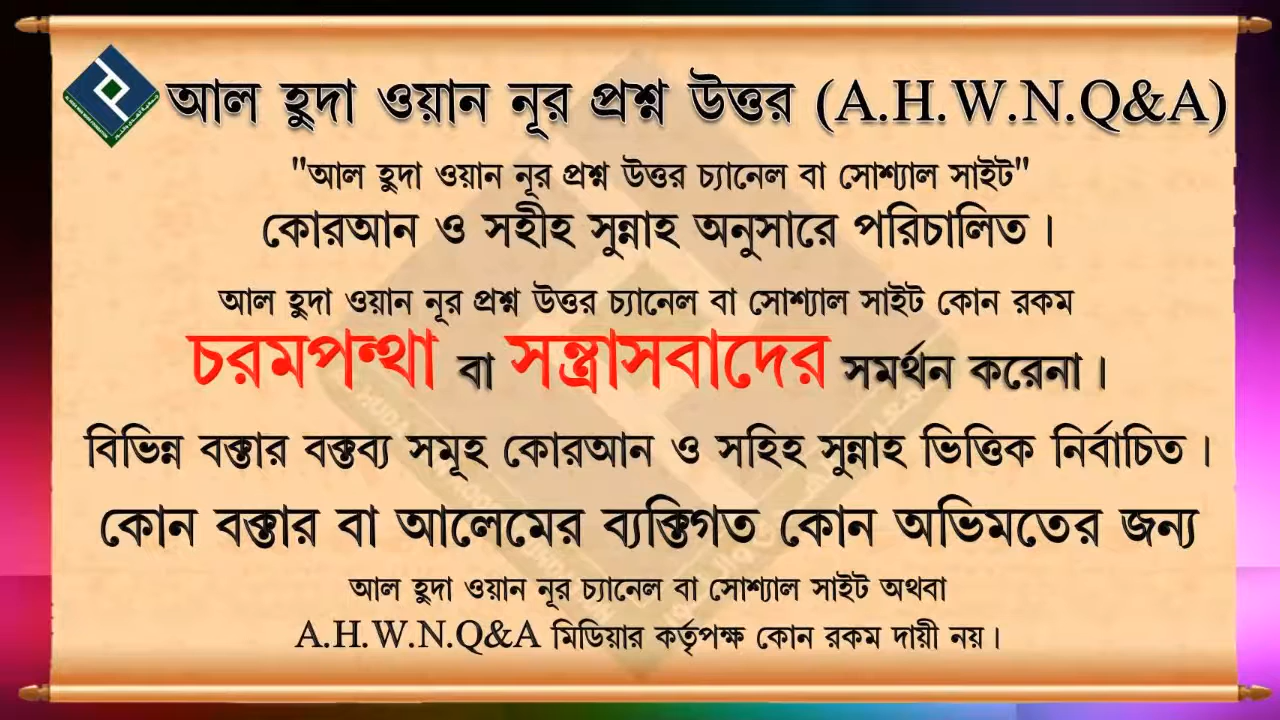 আল হুদা ওয়ান নূর প্রশ্ন উত্তর (A.H.W.N.Q&A)
"আল হুদা ওয়ান নূর প্রশ্ন উত্তর চ্যানেল বা সোশ্যাল সাইট"
কোরআন ও সহীহ সুন্নাহ অনুসারে পরিচালিত।
আল হুদা ওয়ান নূর প্রশ্ন উত্তর চ্যানেল বা সোশ্যাল সাইট কোন রকম
চরমপন্থা বা সন্ত্রাসবাদের সমর্থন করেনা।
বিভিন্ন বক্তার বক্তব্য সমূহ কোরআন ও সহিহ সুন্নাহ ভিত্তিক নির্বাচিত।
কোন বক্তার বা আলেমের ব্যক্তিগত কোন অভিমতের জন্য
আল হুদা ওয়ান নূর চ্যানেল বা সোশ্যাল সাইট অথবা
A.H.W.N.Q&A মিডিয়ার কর্তৃপক্ষ কোন রকম দায়ী নয়।